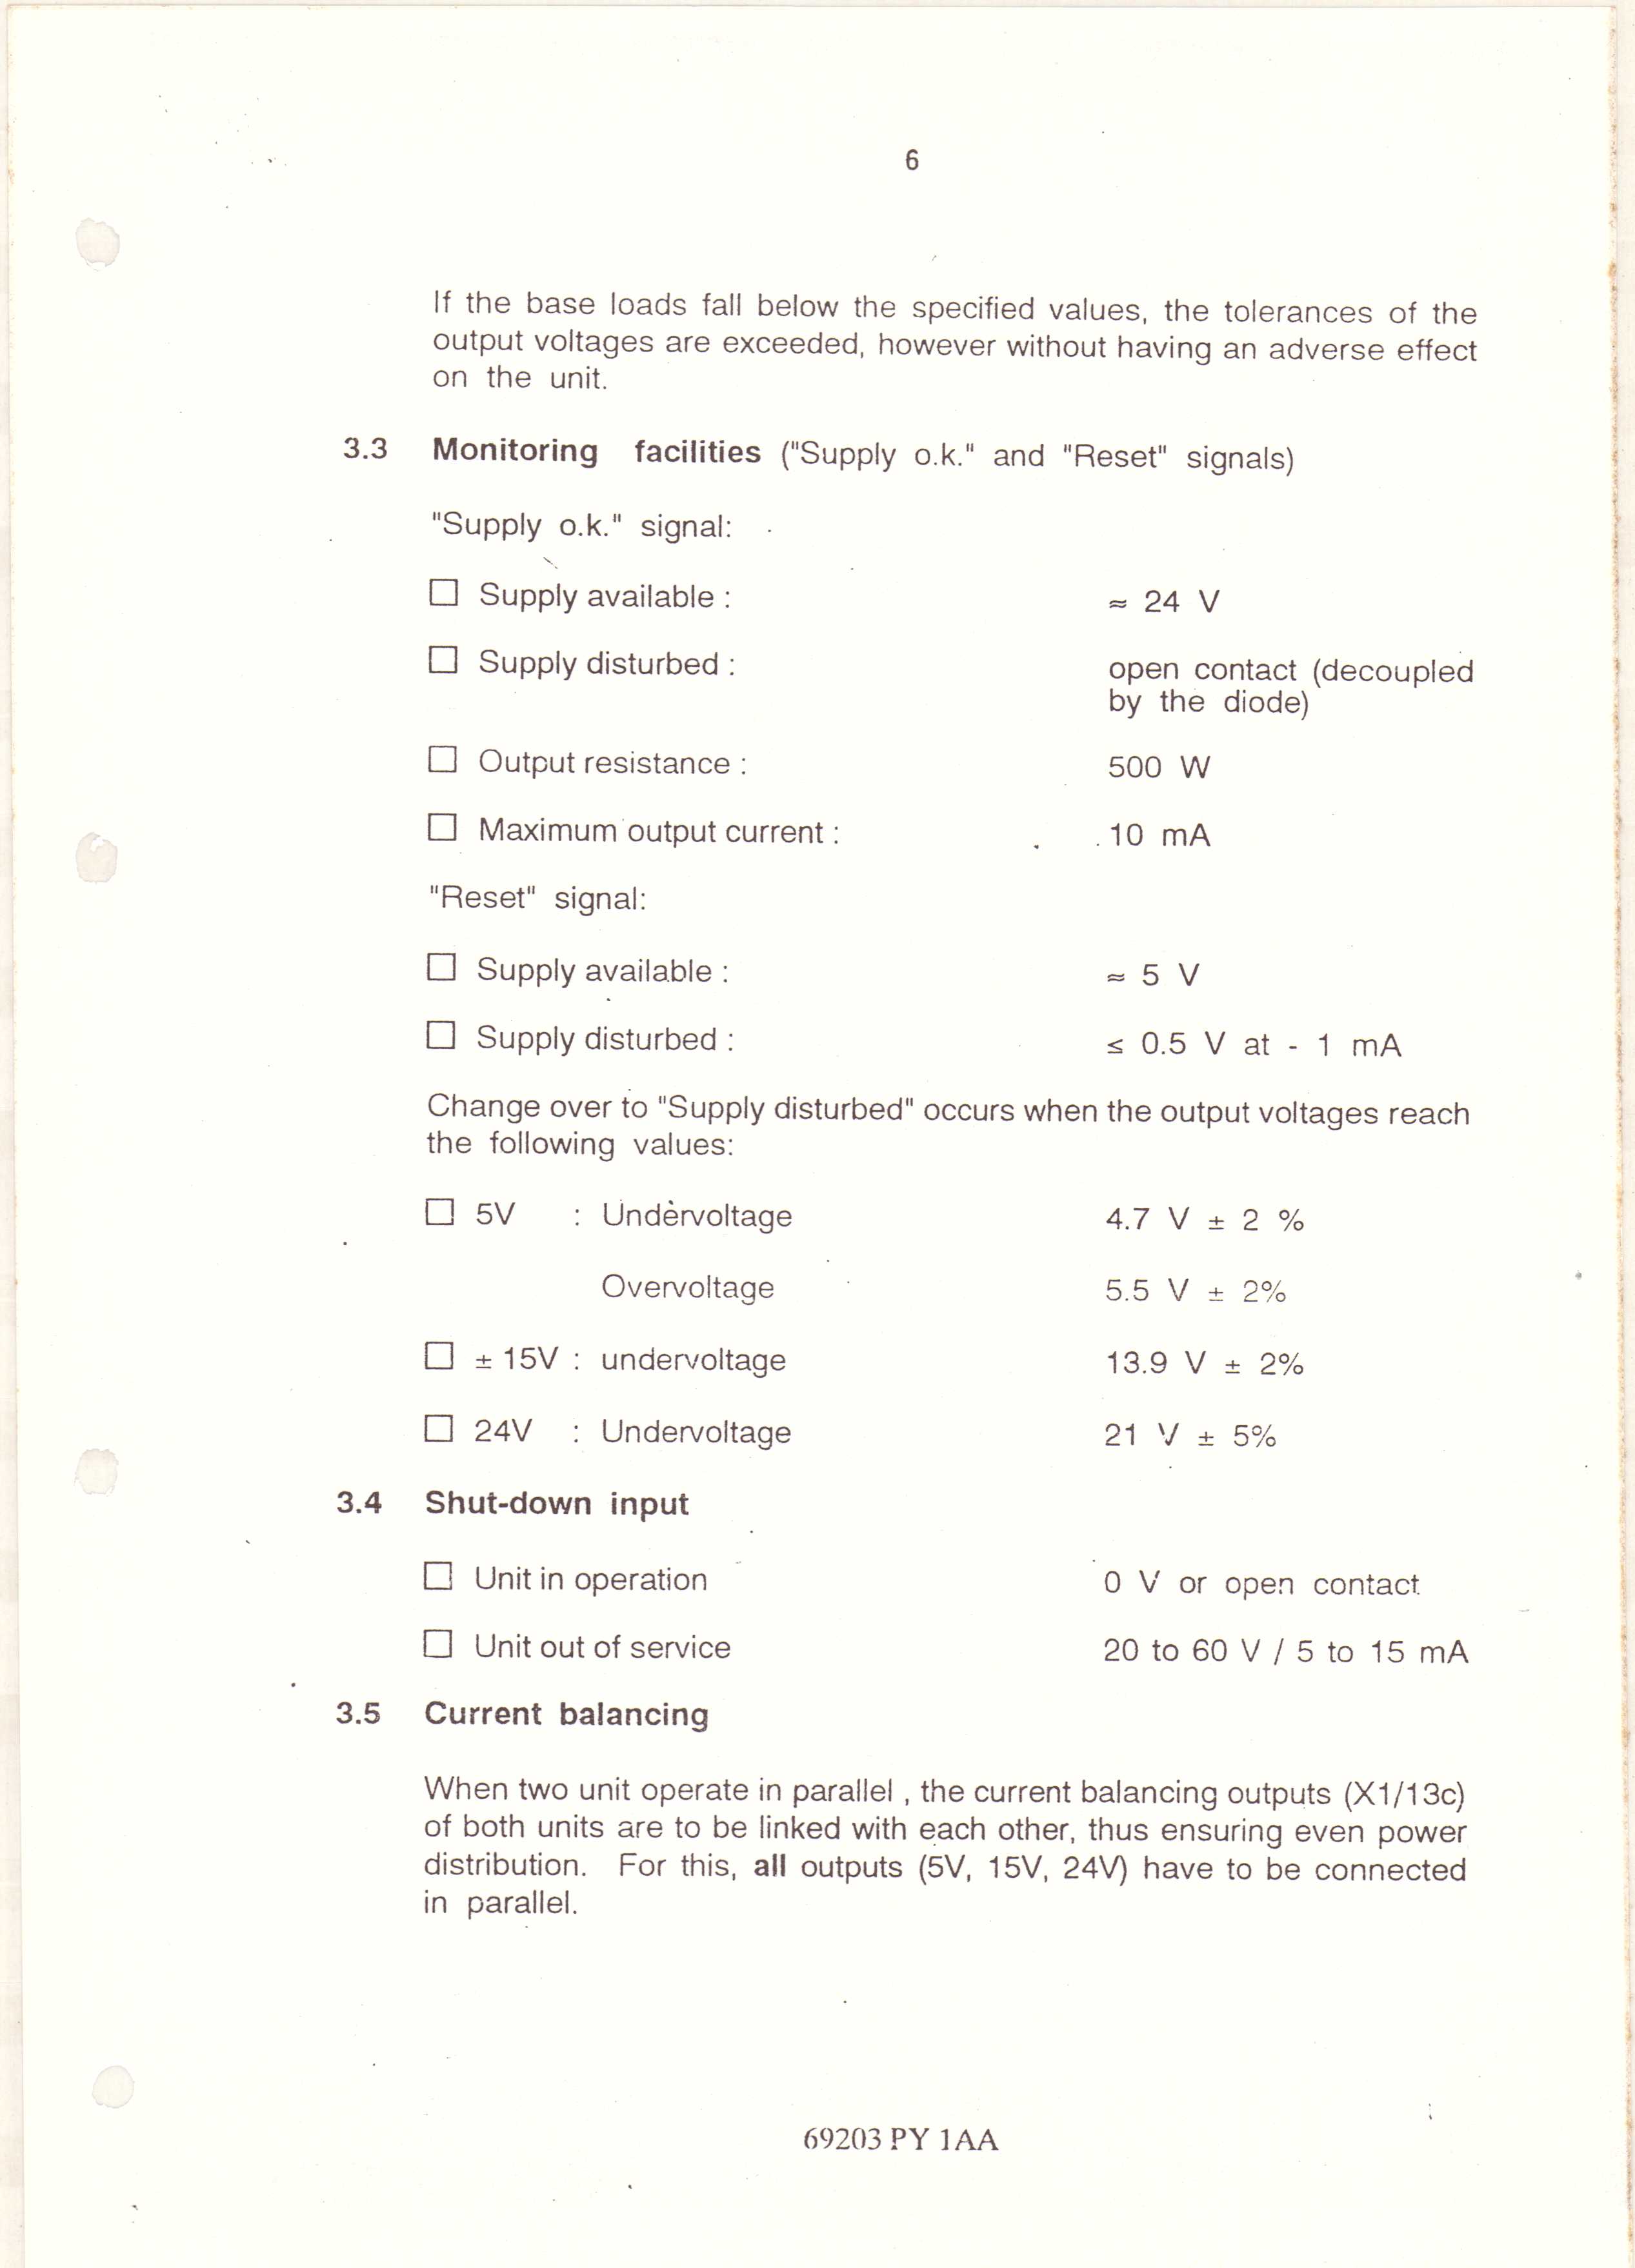 6
If the base loads fall below the specified values, the tolerances of the
output voltages are exceeded, however without having an adverse effect
on the unit.
3.3 Monitoring facilities ("Supply o.k." and "Reset" signals)
"Supply o.k." signal:
☐ Supply available : ≈ 24 V
☐ Supply disturbed : open contact (decoupled
by the diode)
☐ Output resistance : 500 W
☐ Maximum output current : 10 mA
"Reset" signal:
☐ Supply available : ≈ 5 V
☐ Supply disturbed : ≤ 0.5 V at - 1 mA
Change over to "Supply disturbed" occurs when the output voltages reach
the following values:
☐ 5V : Undervoltage 4.7 V ± 2 %
Overvoltage 5.5 V ± 2%
☐ ± 15V : undervoltage 13.9 V ± 2%
☐ 24V : Undervoltage 21 V ± 5%
3.4 Shut-down input
☐ Unit in operation 0 V or open contact
☐ Unit out of service 20 to 60 V / 5 to 15 mA
3.5 Current balancing
When two unit operate in parallel , the current balancing outputs (X1/13c)
of both units are to be linked with each other, thus ensuring even power
distribution. For this, all outputs (5V, 15V, 24V) have to be connected
in parallel.
69203 PY 1AA